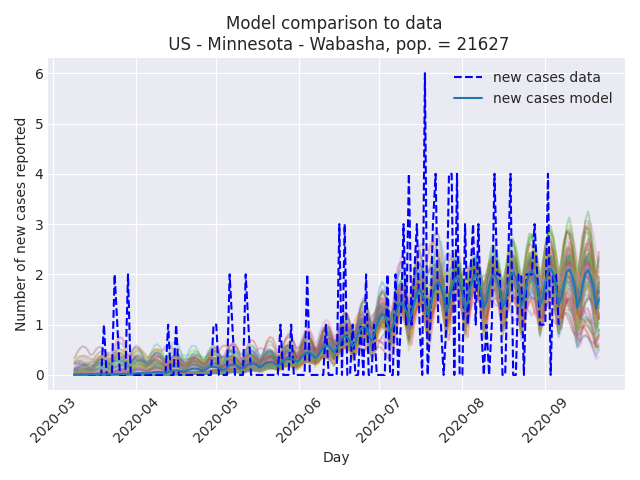 Model comparison to data
US - Minnesota - Wabasha, pop. = 21627
new cases data
new cases model
Number of new cases reported
6
5
4
3
2
1
0
2020-03
2020-04
2020-05
2020-06
2020-07
2020-08
2020-09
Day